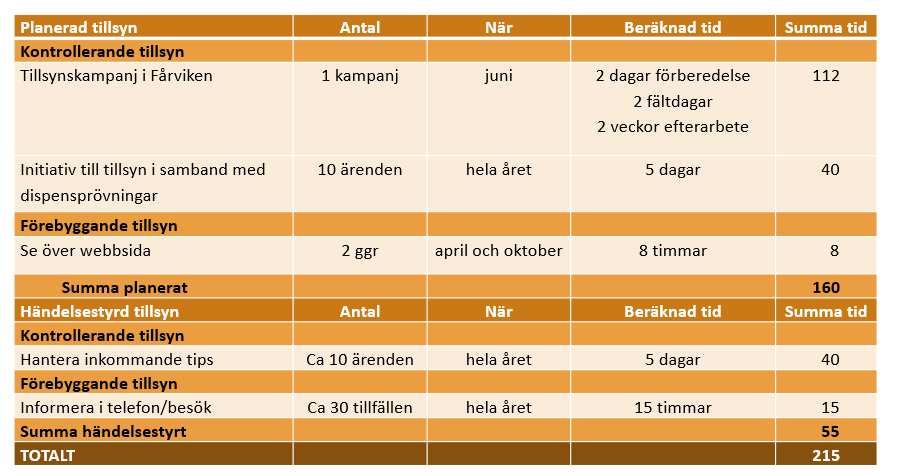 Planerad tillsyn Antal När Beräknad tid Summa tid
Kontrollerande tillsyn
Tillsynskampanj i Fårviken 1 kampanj juni 2 dagar förberedelse 112
2 fältdagar
2 veckor efterarbete
Initiativ till tillsyn i samband med 10 ärenden hela året 5 dagar 40
dispensprövningar
Förebyggande tillsyn
Se över webbsida 2 ggr april och oktober 8 timmar 8
Summa planerat 160
Händelsestyrd tillsyn Antal När Beräknad tid Summa tid
Kontrollerande tillsyn
Hantera inkommande tips Ca 10 ärenden hela året 5 dagar 40
Förebyggande tillsyn
Informera i telefon/besök Ca 30 tillfällen hela året 15 timmar 15
Summa händelsestyrt 55
TOTALT 215